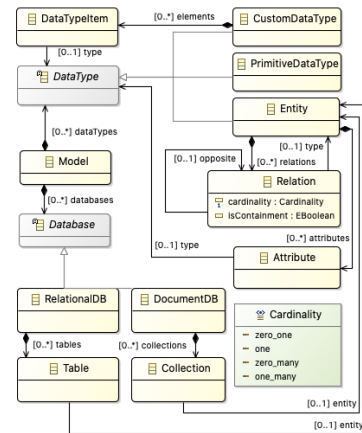 DataTypeItem
[0..*] elements
CustomDataType
[0..1] type
DataType
PrimitiveDataType
Entity
[0..*] dataTypes
[0..1] type
[0..1] opposite
[0..*] relations
Model
Relation
cardinality : Cardinality
isContainment : EBoolean
[0..*] databases
Database
[0..*] attributes
[0..1] type
Attribute
RelationalDB
DocumentDB
Cardinality
zero_one
one
zero_many
one_many
[0..*] tables
[0..*] collections
Table
Collection
[0..1] entity
[0..1] entity